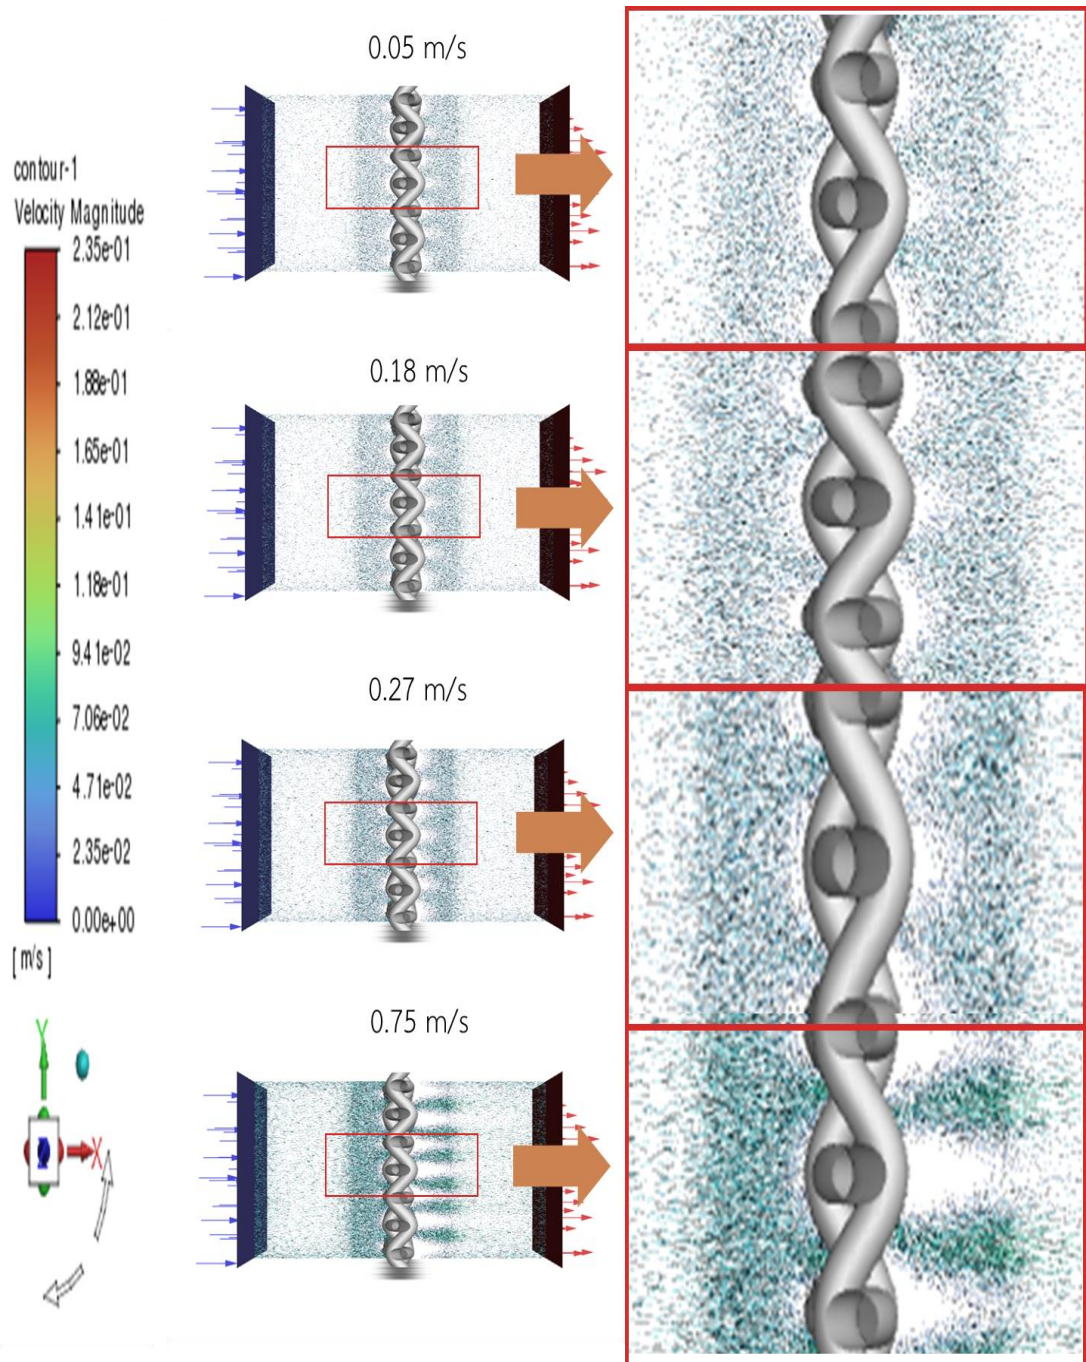 0.05 m/s
contour-1
Velocity Magnitude
2.35e-01
2.12e-01
1.88e-01
1.65e-01
1.41e-01
1.18e-01
9.41e-02
7.06e-02
4.71e-02
2.35e-02
0.00e+00
[ m/s ]
0.18 m/s
0.27 m/s
0.75 m/s
Y
Z
X